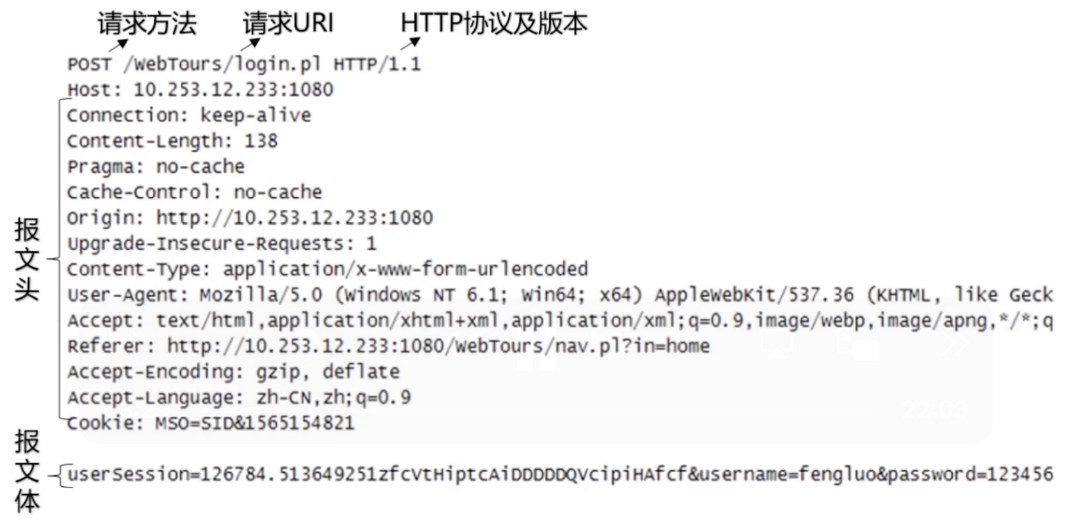 请求方法 请求URI HTTP协议及版本
POST /WebTours/login.pl HTTP/1.1
Host: 10.253.12.233:1080
Connection: keep-alive
Content-Length: 138
Pragma: no-cache
Cache-Control: no-cache
Origin: http://10.253.12.233:1080
Upgrade-Insecure-Requests: 1
Content-Type: application/x-www-form-urlencoded
User-Agent: Mozilla/5.0 (Windows NT 6.1; Win64; x64) AppleWebKit/537.36 (KHTML, like Geck
Accept: text/html,application/xhtml+xml,application/xml;q=0.9,image/webp,image/apng,*/*;q
Referer: http://10.253.12.233:1080/WebTours/nav.pl?in=home
Accept-Encoding: gzip, deflate
Accept-Language: zh-CN,zh;q=0.9
22:03
Cookie: MSO=SID&1565154821
报文头
userSession=126784.513649251zfcVtHiptcAiDDDDDQVcipiHAfcf&username=fengluo&password=123456
报文体